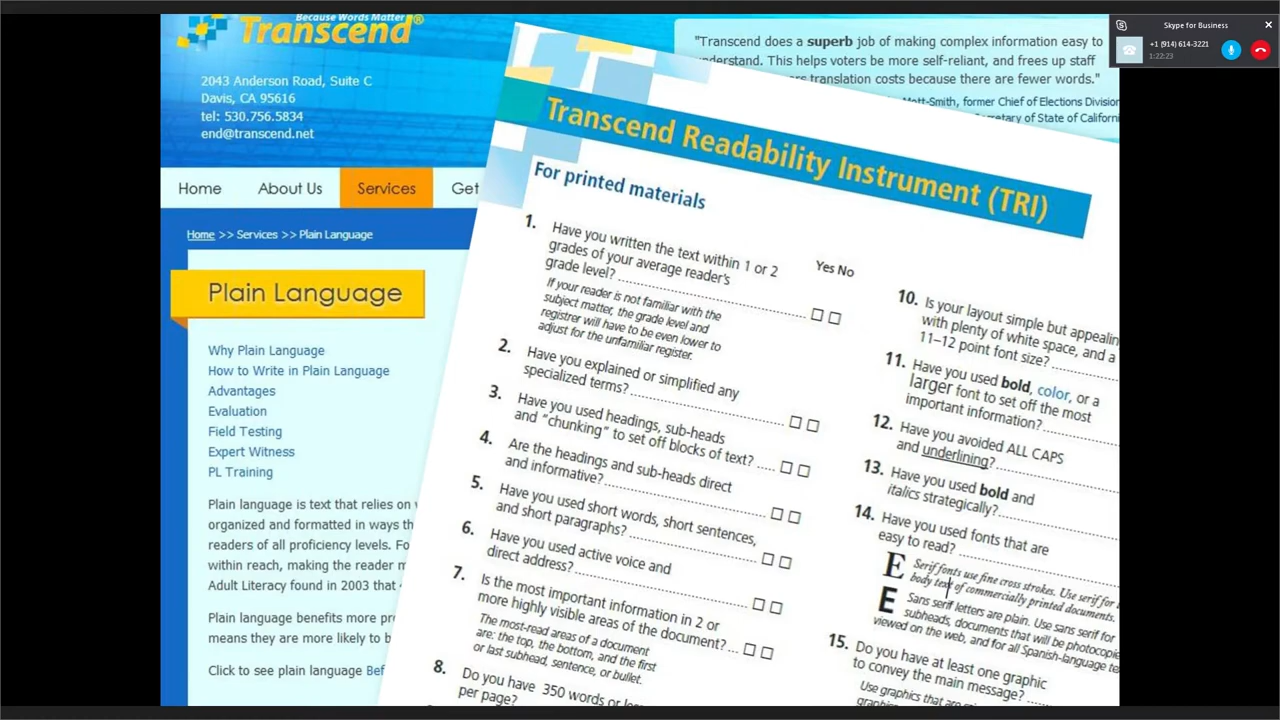 Because Words Matter
Transcend®
2043 Anderson Road, Suite C
Davis, CA 95616
tel: 530.756.5834
end@transcend.net
"Transcend does a superb job of making complex information easy to
understand. This helps voters be more self-reliant, and frees up staff
translation costs because there are fewer words."
Mott-Smith, former Chief of Elections Division
Secretary of State of California
Skype for Business
+1 (914) 614-3221
1:22:23
Home
About Us
Services
Get
Home >> Services >> Plain Language
Plain Language
Why Plain Language
How to Write in Plain Language
Advantages
Evaluation
Field Testing
Expert Witness
PL Training
Plain language is text that relies on
organized and formatted in ways th
readers of all proficiency levels. Fo
within reach, making the reader m
Adult Literacy found in 2003 that
Plain language benefits more pr
means they are more likely to b
Click to see plain language Bef
Transcend Readability Instrument (TRI)
For printed materials
Yes No
1. Have you written the text within 1 or 2
grades of your average reader's
grade level?
If your reader is not familiar with the
subject matter, the grade level and
registrer will have to be even lower to
adjust for the unfamiliar register.
2. Have you explained or simplified any
specialized terms?
3. Have you used headings, sub-heads
and "chunking" to set off blocks of text?
4. Are the headings and sub-heads direct
and informative?
5. Have you used short words, short sentences,
and short paragraphs?
6. Have you used active voice and
direct address?
7. Is the most important information in 2 or
more highly visible areas of the document?
The most-read areas of a document
are: the top, the bottom, and the first
or last subhead, sentence, or bullet.
8. Do you have 350 words or le
per page?
10. Is your layout simple but appealing
with plenty of white space, and a
11–12 point font size?
11. Have you used bold, color, or a
larger font to set off the most
important information?
12. Have you avoided ALL CAPS
and underlining?
13. Have you used bold and
italics strategically?
14. Have you used fonts that are
easy to read?
E Serif fonts use fine cross strokes. Use serif for
body text of commercially printed documents.
E Sans serif letters are plain. Use sans serif for
subheads, documents that will be photocopie
viewed on the web, and for all Spanish-language te
15. Do you have at least one graphic
to convey the main message?
Use graphics that are